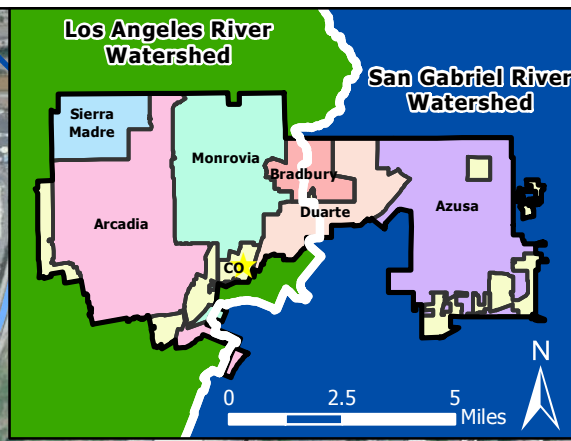 Los Angeles River
Watershed
San Gabriel River
Watershed
Sierra
Madre
Monrovia
Bradbury
Arcadia
Duarte
Azusa
CO
N
0 2.5 5
Miles